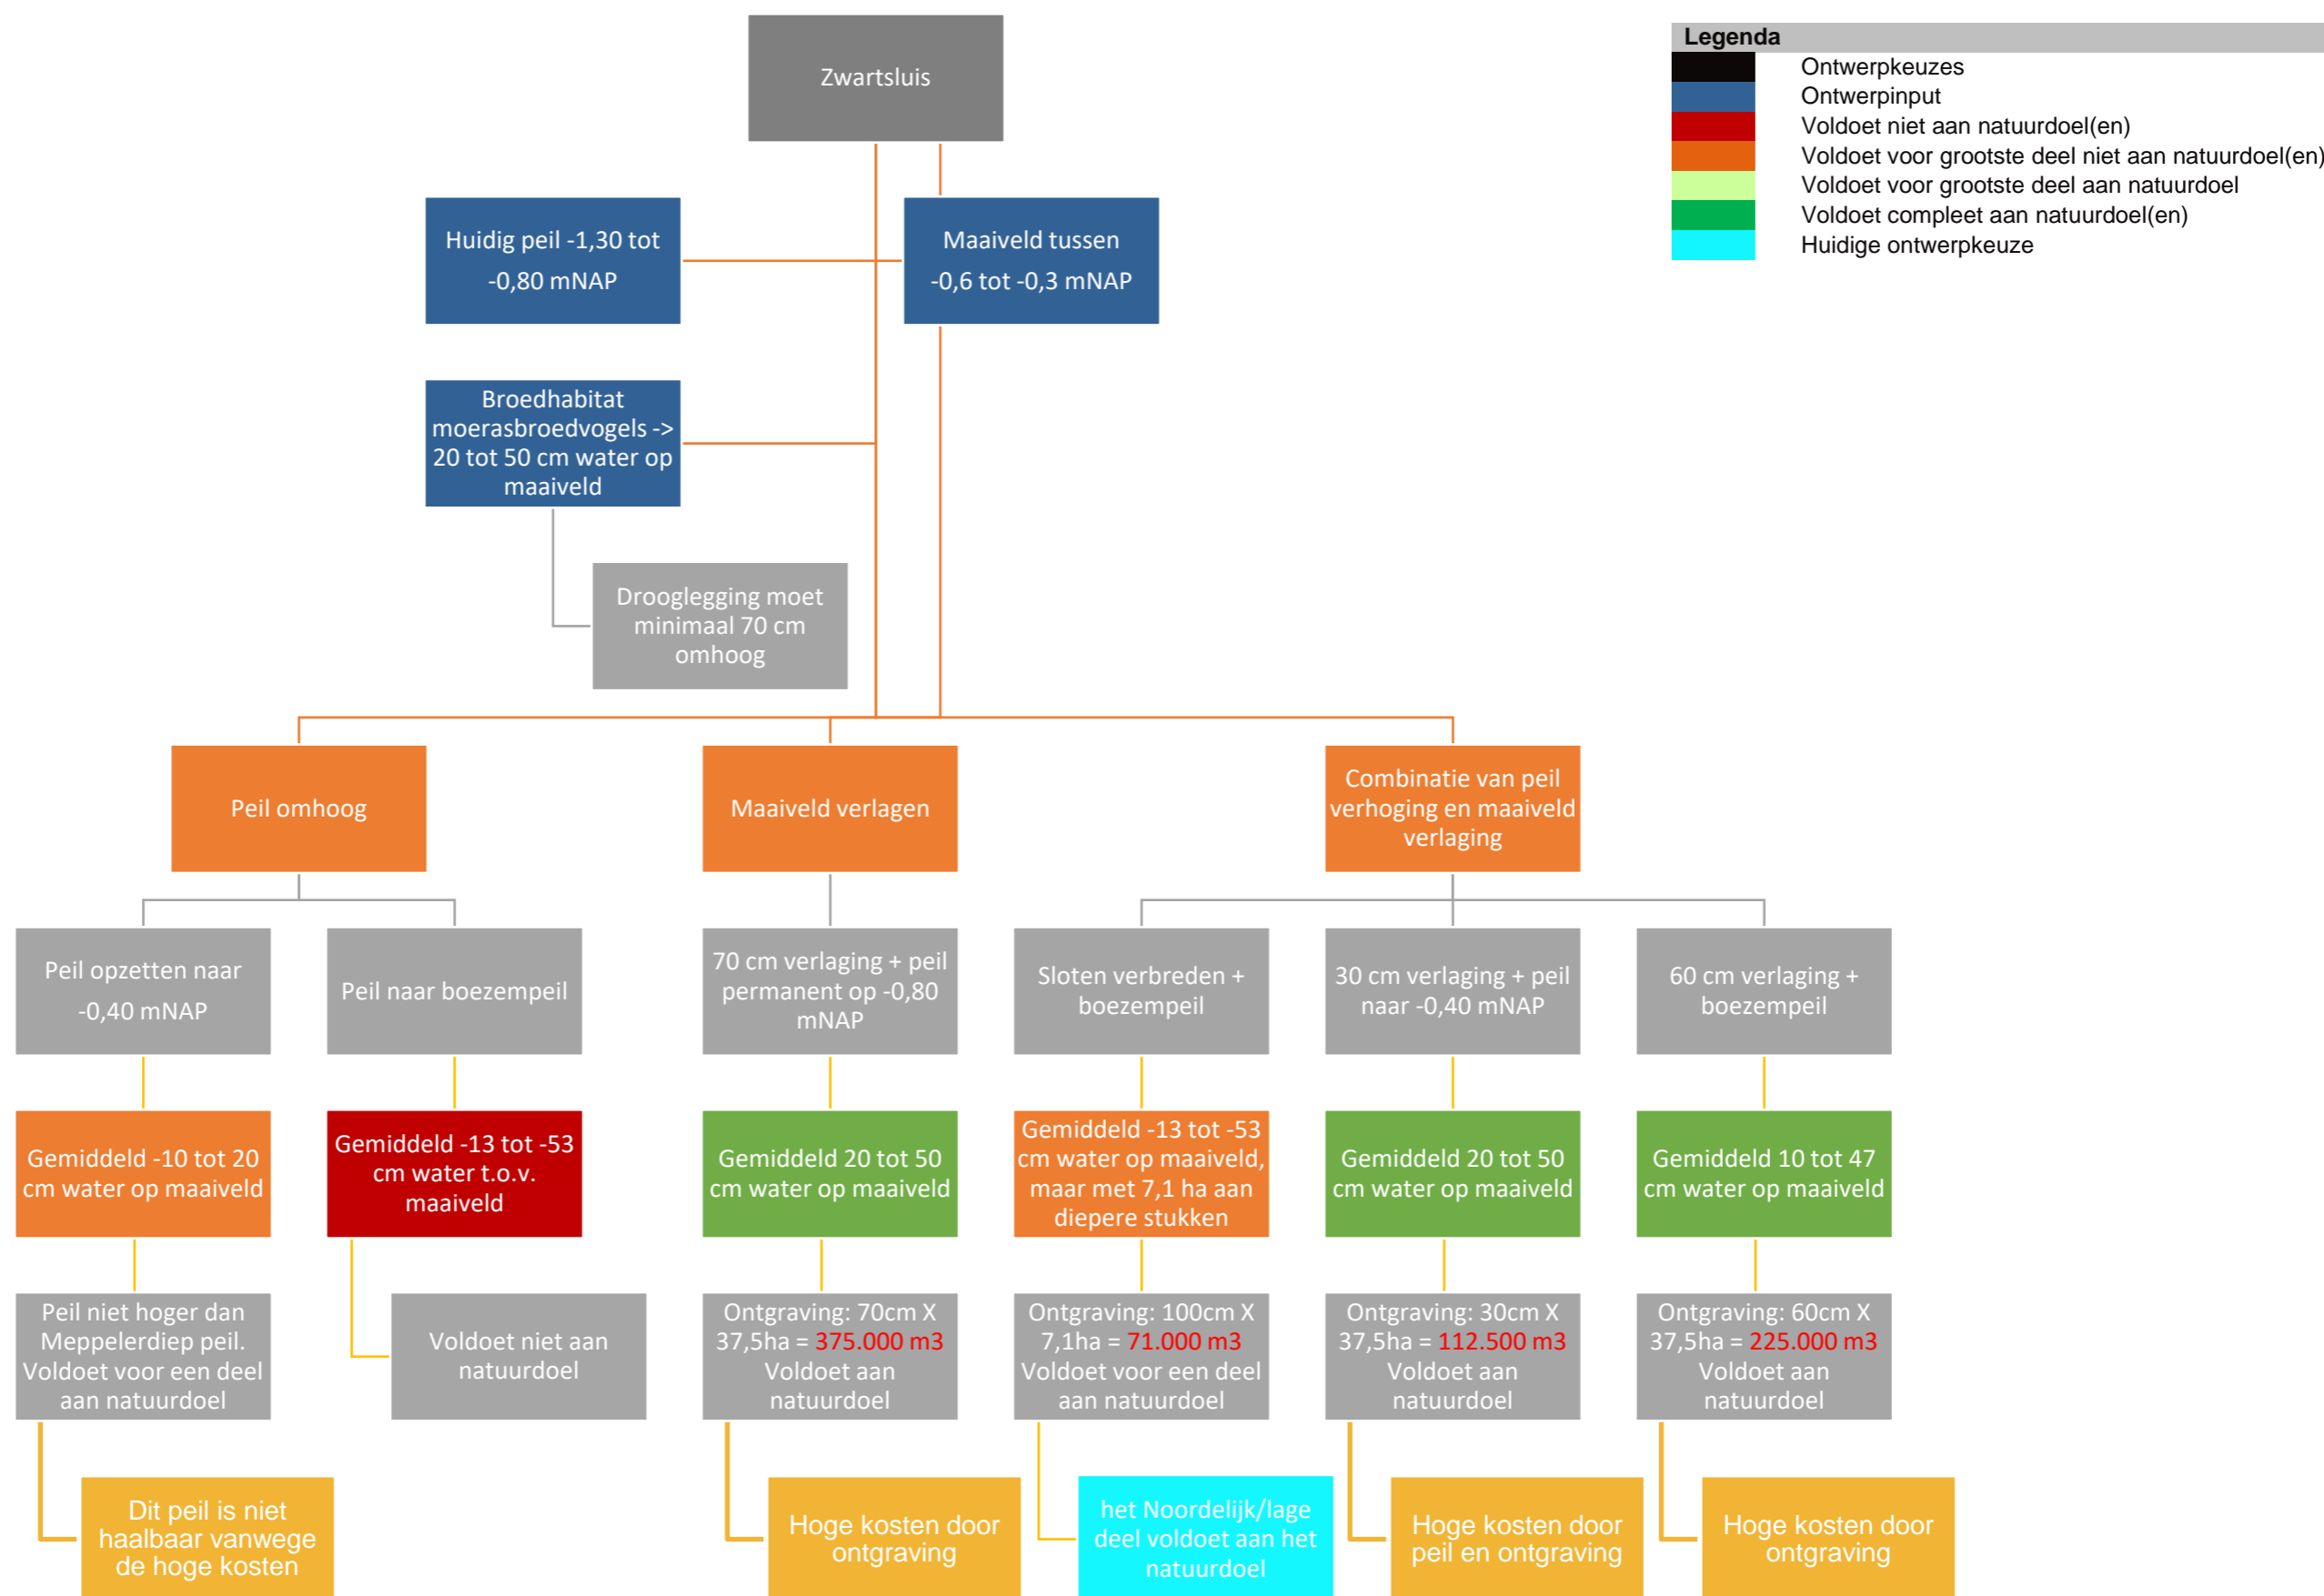 Zwartsluis
Legenda
Ontwerpkeuzes
Ontwerpinput
Voldoet niet aan natuurdoel(en)
Voldoet voor grootste deel niet aan natuurdoel(en)
Voldoet voor grootste deel aan natuurdoel
Voldoet compleet aan natuurdoel(en)
Huidige ontwerpkeuze
Huidig peil -1,30 tot
-0,80 mNAP
Maaiveld tussen
-0,6 tot -0,3 mNAP
Broedhabitat
moerasbroedvogels ->
20 tot 50 cm water op
maaiveld
Drooglegging moet
minimaal 70 cm
omhoog
Peil omhoog
Maaiveld verlagen
Combinatie van peil
verhoging en maaiveld
verlaging
Peil opzetten naar
-0,40 mNAP
Peil naar boezempeil
70 cm verlaging + peil
permanent op -0,80
mNAP
Sloten verbreden +
boezempeil
30 cm verlaging + peil
naar -0,40 mNAP
60 cm verlaging +
boezempeil
Gemiddeld -10 tot 20
cm water op maaiveld
Gemiddeld -13 tot -53
cm water t.o.v.
maaiveld
Gemiddeld 20 tot 50
cm water op maaiveld
Gemiddeld -13 tot -53
cm water op maaiveld,
maar met 7,1 ha aan
diepere stukken
Gemiddeld 20 tot 50
cm water op maaiveld
Gemiddeld 10 tot 47
cm water op maaiveld
Peil niet hoger dan
Meppelerdiep peil.
Voldoet voor een deel
aan natuurdoel
Voldoet niet aan
natuurdoel
Ontgraving: 70cm X
37,5ha = 375.000 m3
Voldoet aan
natuurdoel
Ontgraving: 100cm X
7,1ha = 71.000 m3
Voldoet voor een deel
aan natuurdoel
Ontgraving: 30cm X
37,5ha = 112.500 m3
Voldoet aan
natuurdoel
Ontgraving: 60cm X
37,5ha = 225.000 m3
Voldoet aan
natuurdoel
Dit peil is niet
haalbaar vanwege
de hoge kosten
Hoge kosten door
ontgraving
het Noordelijk/lage
deel voldoet aan het
natuurdoel
Hoge kosten door
peil en ontgraving
Hoge kosten door
ontgraving